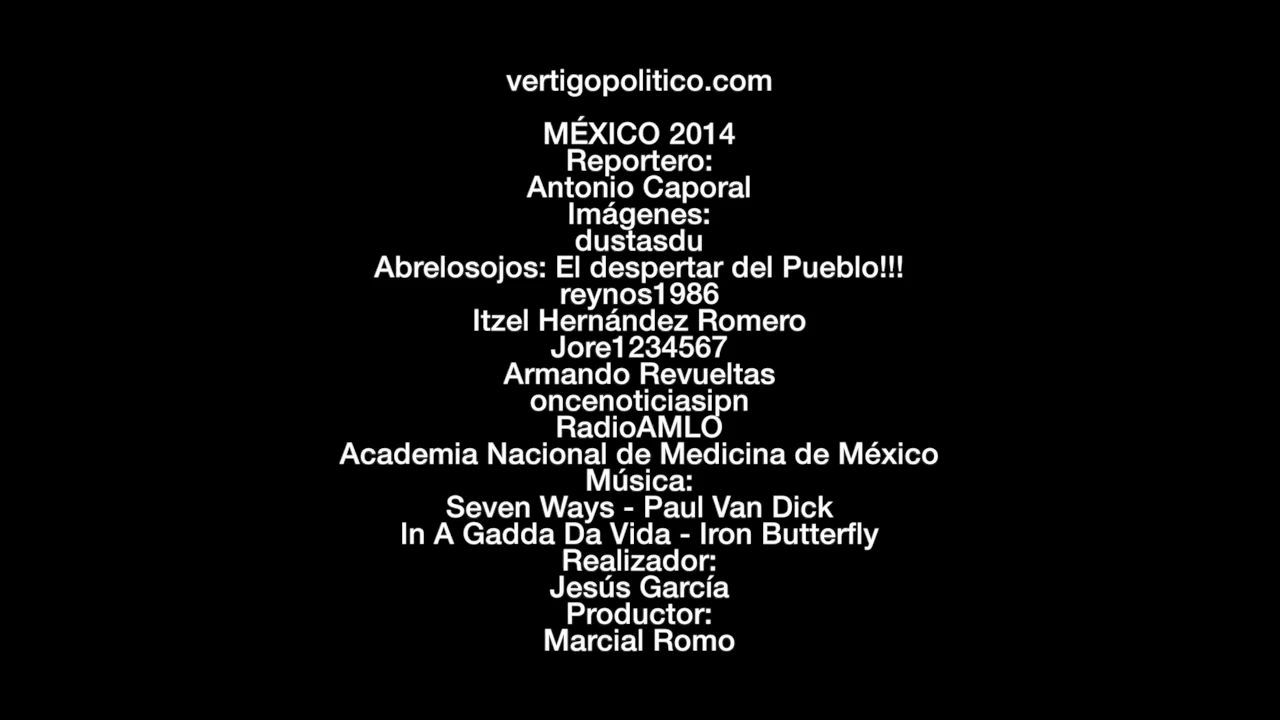 vertigopolitico.com
MÉXICO 2014
Reportero:
Antonio Caporal
Imágenes:
dustasdu
Abrelosojos: El despertar del Pueblo!!!
reynos1986
Itzel Hernández Romero
Jore1234567
Armando Revueltas
oncenoticiasipn
RadioAMLO
Academia Nacional de Medicina de México
Música:
Seven Ways - Paul Van Dick
In A Gadda Da Vida - Iron Butterfly
Realizador:
Jesús García
Productor:
Marcial Romo